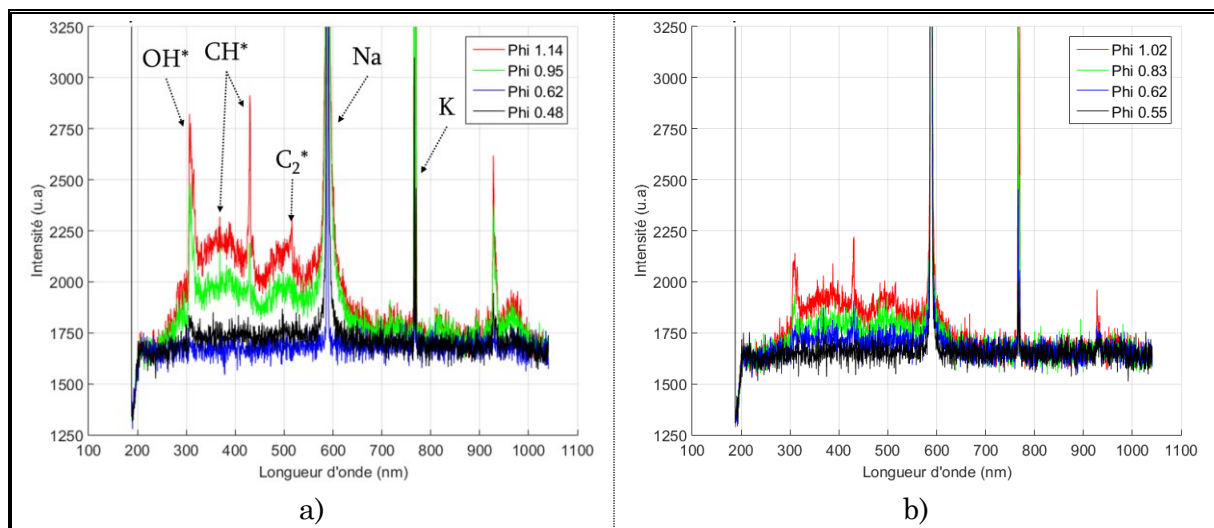 3250
3000
2750
2500
2250
2000
1750
1500
1250
Intensité (u.a)
OH*
CH*
C₂*
Na
K
Phi 1.14
Phi 0.95
Phi 0.62
Phi 0.48
100 200 300 400 500 600 700 800 900 1000 1100
Longueur d'onde (nm)
a)
3250
3000
2750
2500
2250
2000
1750
1500
1250
Intensité (u.a)
Phi 1.02
Phi 0.83
Phi 0.62
Phi 0.55
100 200 300 400 500 600 700 800 900 1000 1100
Longueur d'onde (nm)
b)